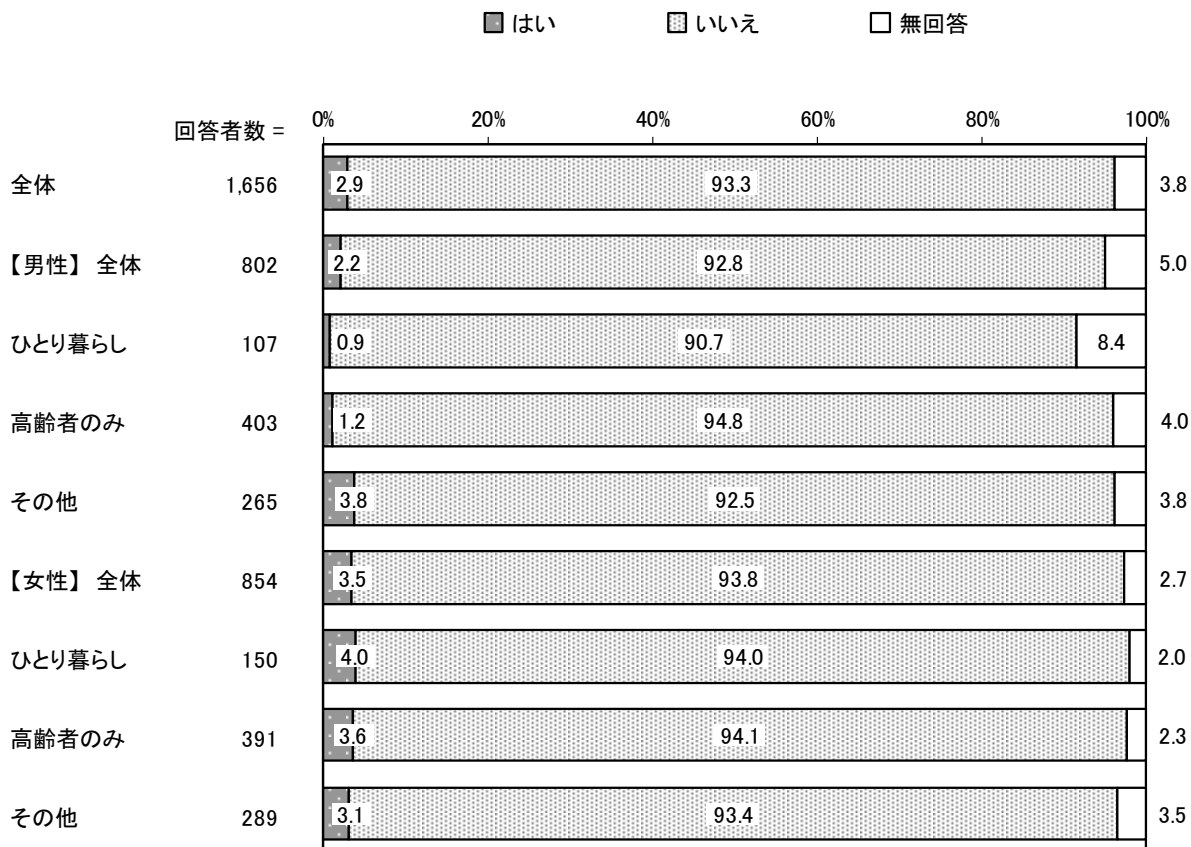 はい いいえ 無回答
回答者数 = 0% 20% 40% 60% 80% 100%
全体 1,656 2.9 93.3 3.8
【男性】 全体 802 2.2 92.8 5.0
ひとり暮らし 107 0.9 90.7 8.4
高齢者のみ 403 1.2 94.8 4.0
その他 265 3.8 92.5 3.8
【女性】 全体 854 3.5 93.8 2.7
ひとり暮らし 150 4.0 94.0 2.0
高齢者のみ 391 3.6 94.1 2.3
その他 289 3.1 93.4 3.5